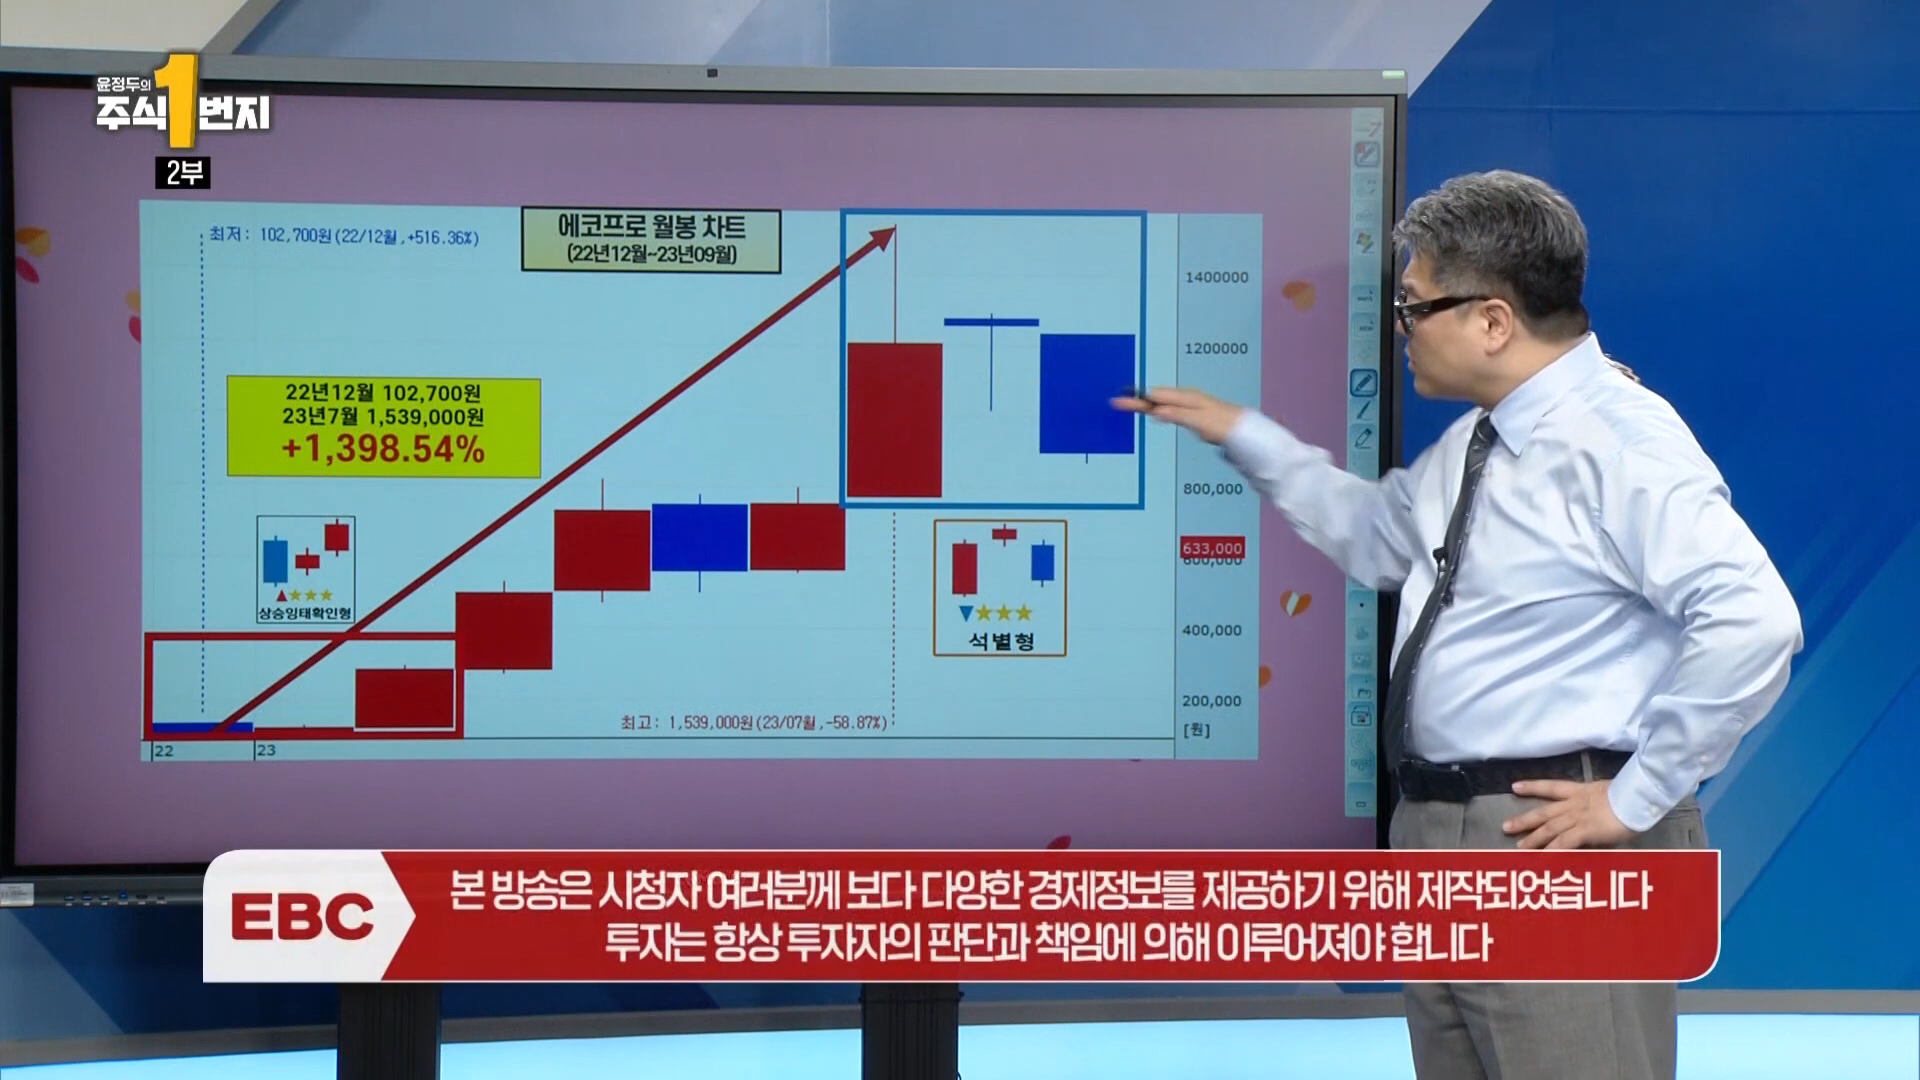 윤정두의
주식1번지
2부
최저: 102,700원(22/12월,+516.36%)
에코프로 월봉 차트
(22년12월~23년09월)
22년12월 102,700원
23년7월 1,539,000원
+1,398.54%
▲★★★
상승잉태확인형
▼★★★
석별형
최고: 1,539,000원(23/07월,-58.87%)
1400000
1200000
800,000
633,000
600,000
400,000
200,000
[원]
22
23
EBC
본 방송은 시청자 여러분께 보다 다양한 경제정보를 제공하기 위해 제작되었습니다
투자는 항상 투자자의 판단과 책임에 의해 이루어져야 합니다